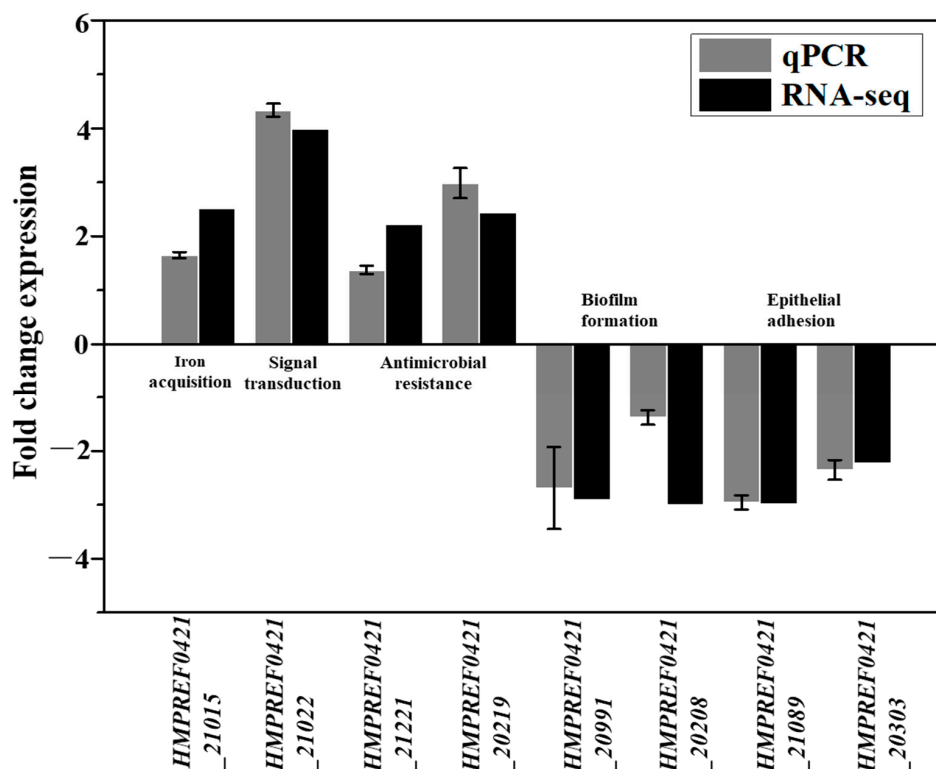 6
4
2
0
−2
−4
Fold change expression
qPCR
RNA-seq
Biofilm
formation
Epithelial
adhesion
Iron
acquisition
Signal
transduction
Antimicrobial
resistance
HMPREF0421
_21015
HMPREF0421
_21022
HMPREF0421
_21221
HMPREF0421
_20219
HMPREF0421
_20991
HMPREF0421
_20208
HMPREF0421
_21089
HMPREF0421
_20303